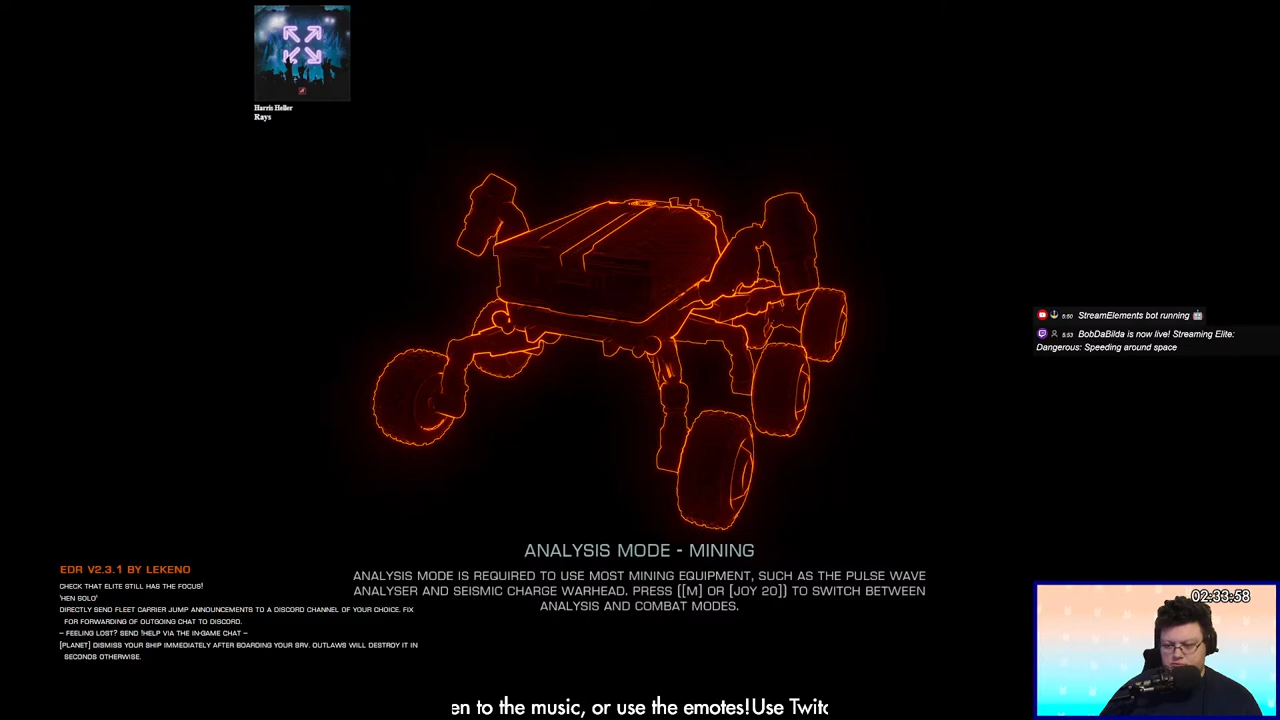 Harris Heller
Rays
6:50 StreamElements bot running
6:53 BobDaBilda is now live! Streaming Elite:
Dangerous: Speeding around space
ANALYSIS MODE - MINING
ANALYSIS MODE IS REQUIRED TO USE MOST MINING EQUIPMENT, SUCH AS THE PULSE WAVE
ANALYSER AND SEISMIC CHARGE WARHEAD. PRESS [[M] OR [JOY 20]] TO SWITCH BETWEEN
ANALYSIS AND COMBAT MODES.
EDR V2.3.1 BY LEKENO
CHECK THAT ELITE STILL HAS THE FOCUS!
'HEN SOLO'
DIRECTLY SEND FLEET CARRIER JUMP ANNOUNCEMENTS TO A DISCORD CHANNEL OF YOUR CHOICE. FIX
FOR FORWARDING OF OUTGOING CHAT TO DISCORD.
– FEELING LOST? SEND !HELP VIA THE IN-GAME CHAT –
[PLANET] DISMISS YOUR SHIP IMMEDIATELY AFTER BOARDING YOUR SRV. OUTLAWS WILL DESTROY IT IN
SECONDS OTHERWISE.
02:33:58
en to the music, or use the emotes!Use Twitc